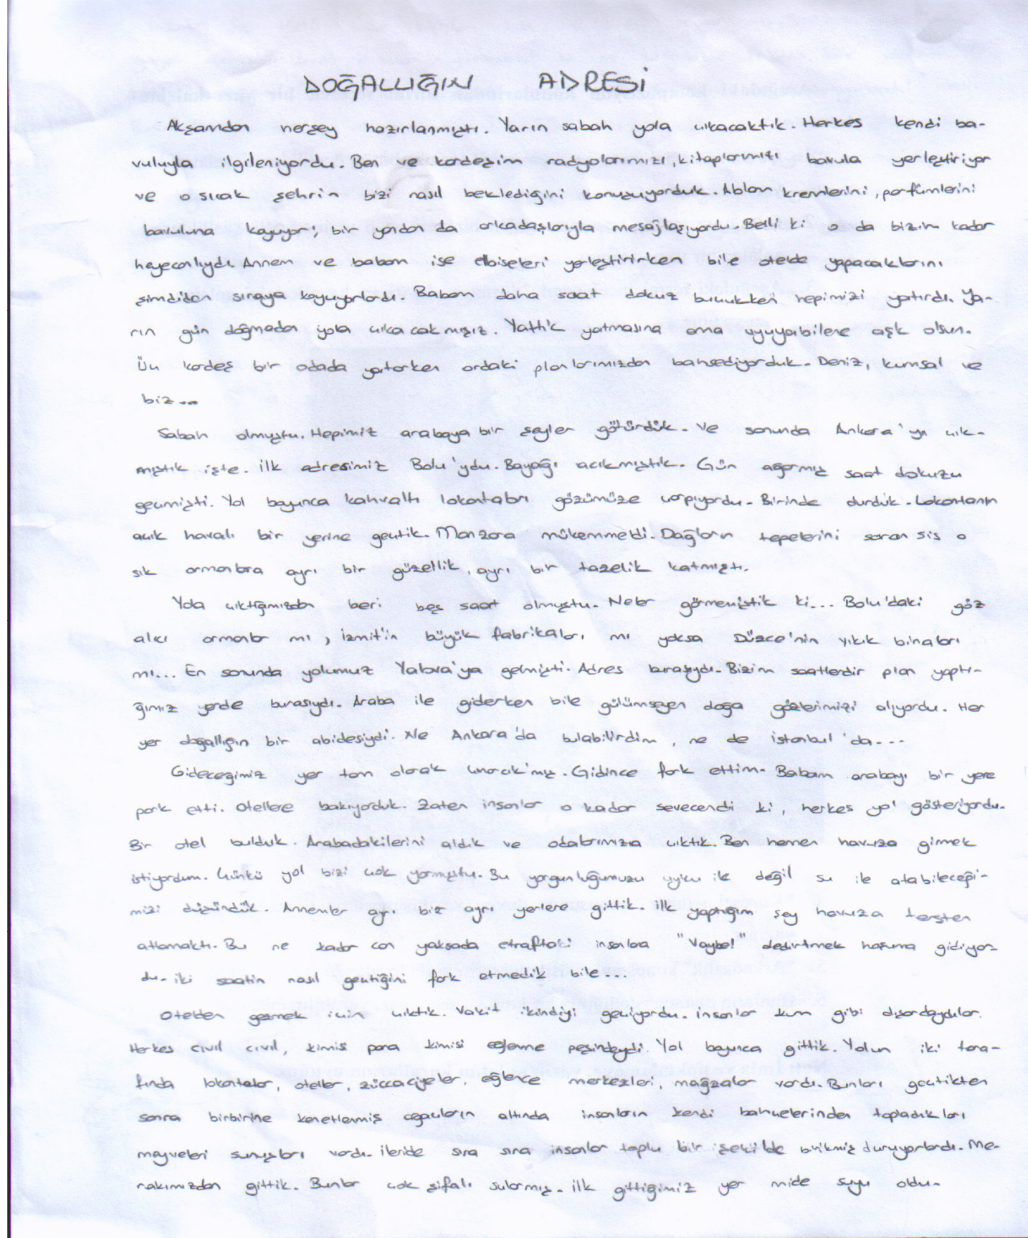 DOĞALLIĞIN ADRESİ
Akşamdan herşey hazırlanmıştı. Yarın sabah yola çıkacaktık. Herkes kendi ba-
vuluyla ilgileniyordu. Ben ve kardeşim radyolarımızı, kitaplarımızı bavula yerleştiriyor
ve o sıcak şehrin bizi nasıl beklediğini konuşuyorduk. Ablam kremlerini, parfümlerini
bavuluna koyuyor; bir yandan da arkadaşlarıyla mesajlaşıyordu. Belli ki o da bizim kadar
heyecanlıydı. Annem ve babam ise elbiseleri yerleştirirken bile otelde yapacaklarını
şimdiden sıraya koyuyorlardı. Babam daha saat dokuz buçukken hepimizi yatırdı. Ya-
rın gün doğmadan yola çıkacakmışız. Yattık yatmasına ama uyuyabilene aşk olsun.
Üç kardeş bir odada yatarken ordaki planlarımızdan bahsediyorduk. Deniz, kumsal ve
biz...
Sabah olmuştu. Hepimiz arabaya bir şeyler götürdük. Ve sonunda Ankara'yı çık-
mıştık işte. İlk adresimiz Bolu'ydu. Bayağı acıkmıştık. Gün ağarmış saat dokuzu
geçmişti. Yol boyunca kahvaltı lokantaları gözümüze çarpıyordu. Birinde durduk. Lokantanın
açık havalı bir yerine geçtik. Manzara mükemmeldi. Dağların tepelerini saran sis o
sık ormanlara ayrı bir güzellik, ayrı bir tazelik katmıştı.
Yola çıktığımızdan beri beş saat olmuştu. Neler görmemiştik ki... Bolu'daki göz
alıcı ormanlar mı, İzmit'in büyük fabrikaları mı yoksa Düzce'nin yıkık binaları
mı... En sonunda yolumuz Yalova'ya gelmişti. Adres burasıydı. Bizim saatlerdir plan yaptı-
ğımız yerde burasıydı. Araba ile giderken bile gülümseyen doğa gözlerimizi alıyordu. Her
yer doğallığın bir abidesiydi. Ne Ankara'da bulabilirdim, ne de İstanbul'da...
Gideceğimiz yer tam olarak Çınarcık'mış. Gidince fark ettim. Babam arabayı bir yere
park etti. Otellere bakıyorduk. Zaten insanlar o kadar sevecendi ki, herkes yol gösteriyordu.
Bir otel bulduk. Arabadakilerini aldık ve odalarımıza çıktık. Ben hemen havuza girmek
istiyordum. Çünkü yol bizi çok yormuştu. Bu yorgunluğumuzu uyku ile değil su ile atabileceği-
mizi düşündük. Annemler ayrı biz ayrı yerlere gittik. İlk yaptığım şey havuza tersten
atlamaktı. Bu ne kadar can yaksada etraftaki insanlara "Vaybe!" dedirtmek hoşuma gidiyor-
du. İki saatin nasıl geçtiğini fark etmedik bile...
Otelden gezmek için çıktık. Vakit ikindiyi geçiyordu. İnsanlar kum gibi dışardaydılar.
Herkes cıvıl cıvıl, kimisi para kimisi eğlenme peşindeydi. Yol boyunca gittik. Yolun iki tara-
fında lokantalar, oteller, züccaciyeler, eğlence merkezleri, mağzalar vardı. Bunları geçtikten
sonra birbirine kenetlemiş ağaçların altında insanların kendi bahçelerinden topladıkları
meyveleri sunuşları vardı. İleride sıra sıra insanlar toplu bir şekilde birikmiş duruyorlardı. Me-
rakımızdan gittik. Bunlar çok şifalı sularmış. İlk gittiğimiz yer mide suyu oldu.